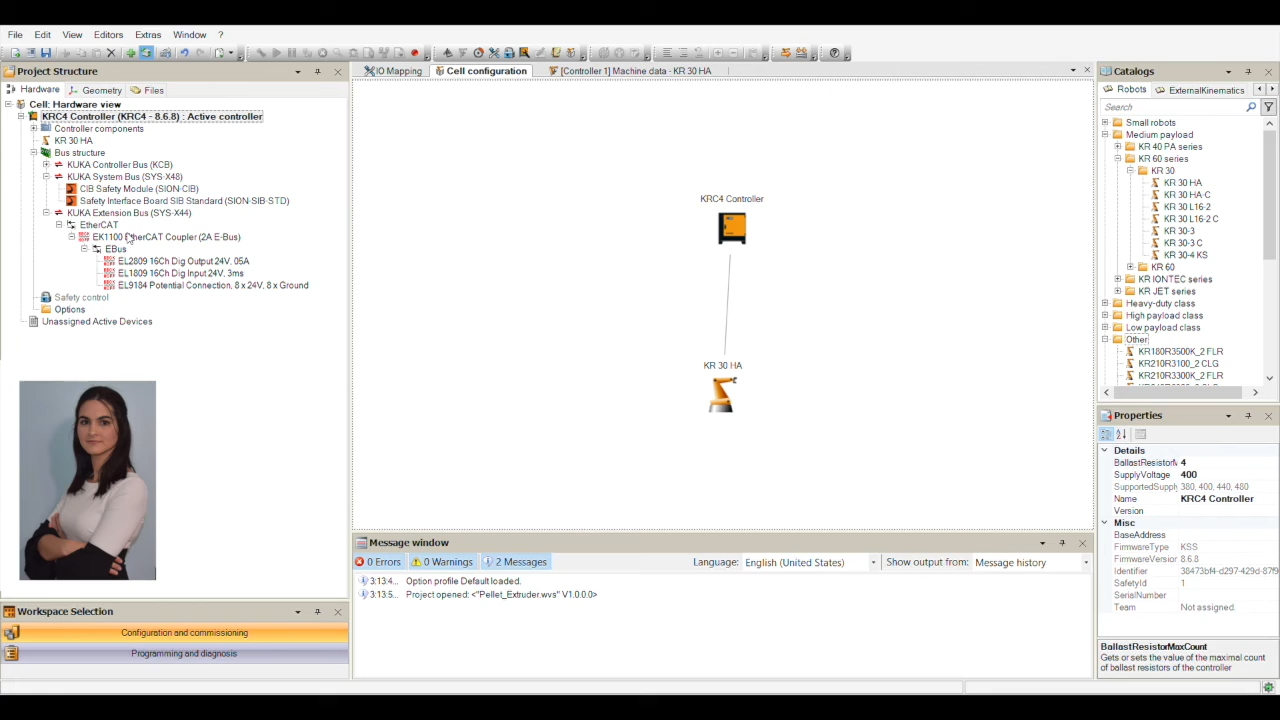 File Edit View Editors Extras Window ?
Project Structure
Hardware Geometry Files
Cell: Hardware view
KRC4 Controller (KRC4 - 8.6.8) : Active controller
Controller components
KR 30 HA
Bus structure
KUKA Controller Bus (KCB)
KUKA System Bus (SYS-X48)
CIB Safety Module (SION-CIB)
Safety Interface Board SIB Standard (SION-SIB-STD)
KUKA Extension Bus (SYS-X44)
EtherCAT
EK1100 EtherCAT Coupler (2A E-Bus)
EBus
EL2809 16Ch Dig Output 24V, 05A
EL1809 16Ch Dig Input 24V, 3ms
EL9184 Potential Connection, 8 x 24V, 8 x Ground
Safety control
Options
Unassigned Active Devices
Workspace Selection
Configuration and commissioning
Programming and diagnosis
IO Mapping Cell configuration [Controller 1] Machine data - KR 30 HA
KRC4 Controller
KR 30 HA
Message window
0 Errors 0 Warnings 2 Messages Language: English (United States) Show output from: Message history
3:13:4... Option profile Default loaded.
3:13:5... Project opened: <"Pellet_Extruder.wvs" V1.0.0.0>
Catalogs
Robots ExternalKinematics
Search
Small robots
Medium payload
KR 40 PA series
KR 60 series
KR 30
KR 30 HA
KR 30 HA-C
KR 30 L16-2
KR 30 L16-2 C
KR 30-3
KR 30-3 C
KR 30-4 KS
KR 60
KR IONTEC series
KR JET series
Heavy-duty class
High payload class
Low payload class
Other
KR180R3500K_2 FLR
KR210R3100_2 CLG
KR210R3300K_2 FLR
Properties
Details
BallastResistorM 4
SupplyVoltage 400
SupportedSupply 380, 400, 440, 480
Name KRC4 Controller
Version
Misc
BaseAddress
FirmwareType KSS
FirmwareVersion 8.6.8
Identifier 38473bf4-d297-429d-87f9
SafetyId 1
SerialNumber
Team Not assigned.
BallastResistorMaxCount
Gets or sets the value of the maximal count
of ballast resistors of the controller